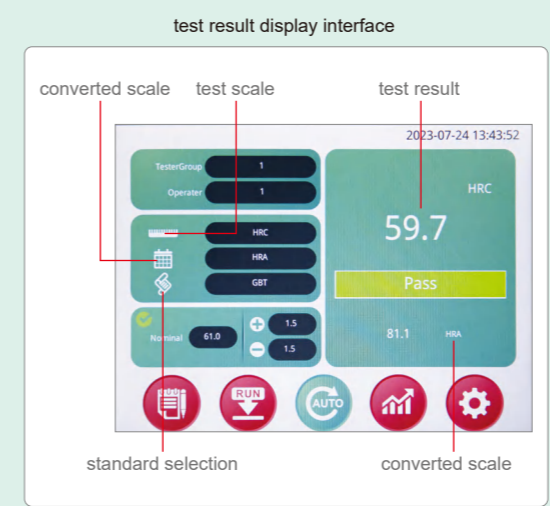 test result display interface
converted scale
test scale
test result
2023-07-24 13:43:52
TesterGroup 1
Operater 1
HRC
HRA
GBT
Nominal 61.0
1.5
1.5
HRC
59.7
Pass
81.1 HRA
RUN
AUTO
standard selection
converted scale